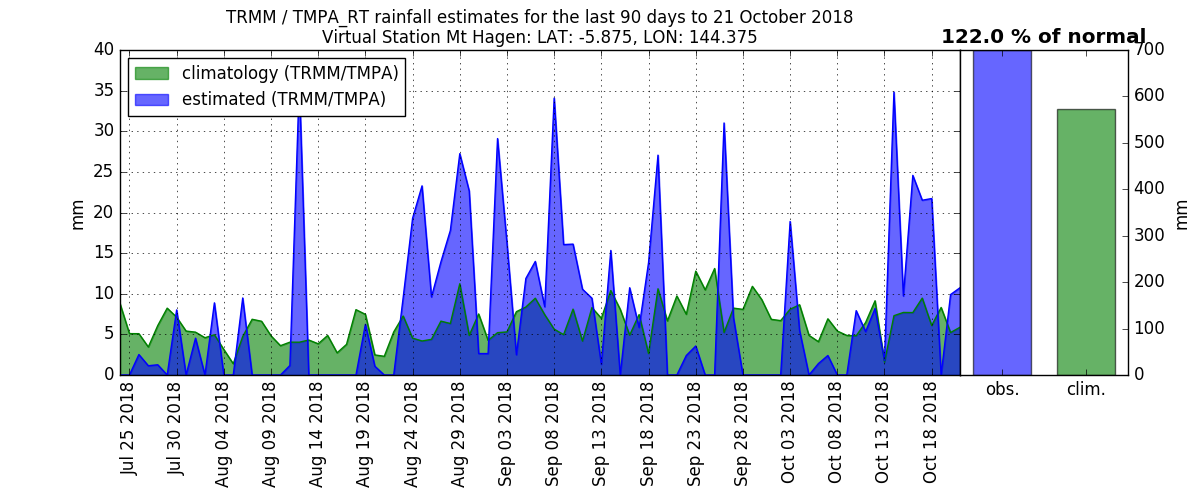 TRMM / TMPA_RT rainfall estimates for the last 90 days to 21 October 2018
Virtual Station Mt Hagen: LAT: -5.875, LON: 144.375
122.0 % of normal
climatology (TRMM/TMPA)
estimated (TRMM/TMPA)
mm
40
35
30
25
20
15
10
5
0
Jul 25 2018
Jul 30 2018
Aug 04 2018
Aug 09 2018
Aug 14 2018
Aug 19 2018
Aug 24 2018
Aug 29 2018
Sep 03 2018
Sep 08 2018
Sep 13 2018
Sep 18 2018
Sep 23 2018
Sep 28 2018
Oct 03 2018
Oct 08 2018
Oct 13 2018
Oct 18 2018
obs.
clim.
700
600
500
400
300
200
100
0
mm